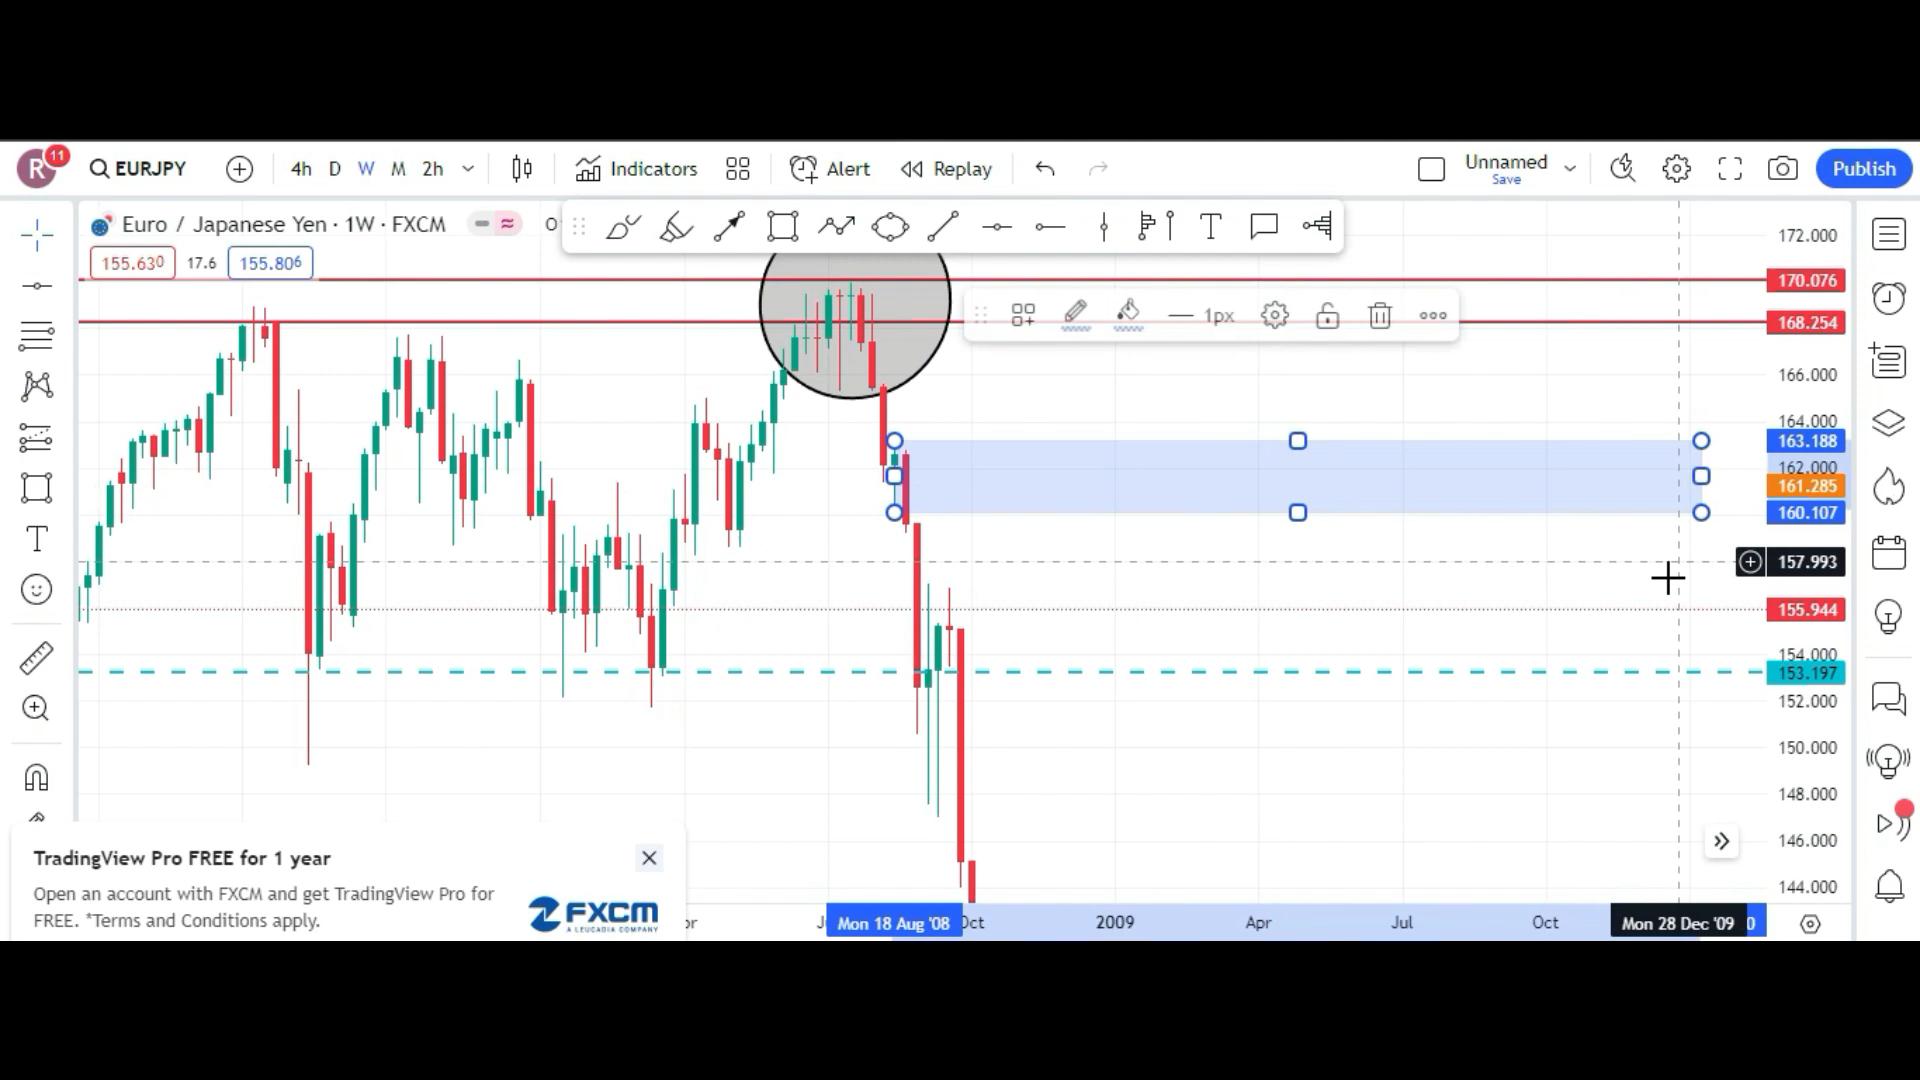 R 11 EURJPY 4h D W M 2h Indicators Alert Replay Unnamed Publish
Save
Euro / Japanese Yen · 1W · FXCM
155.630 17.6 155.806
T
1px
172.000
170.076
168.254
166.000
164.000
163.188
162.000
161.285
160.107
157.993
155.944
154.000
153.197
152.000
150.000
148.000
146.000
144.000
T
TradingView Pro FREE for 1 year
Open an account with FXCM and get TradingView Pro for
FREE. *Terms and Conditions apply.
FXCM
A LEUCADIA COMPANY
Mon 18 Aug '08 Oct 2009 Apr Jul Oct Mon 28 Dec '09